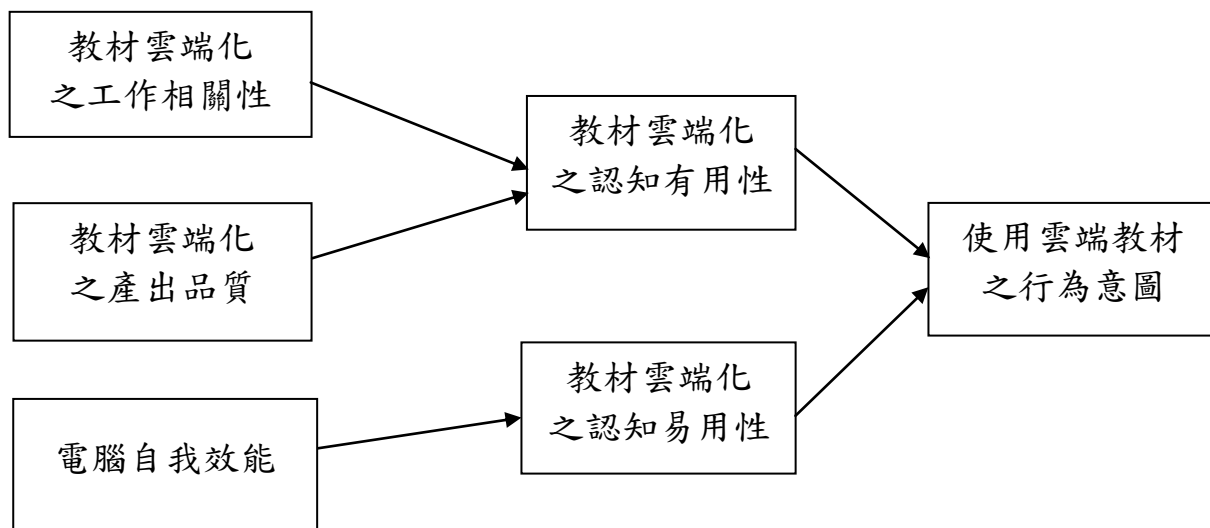 教材雲端化
之工作相關性
教材雲端化
之產出品質
電腦自我效能
教材雲端化
之認知有用性
教材雲端化
之認知易用性
使用雲端教材
之行為意圖